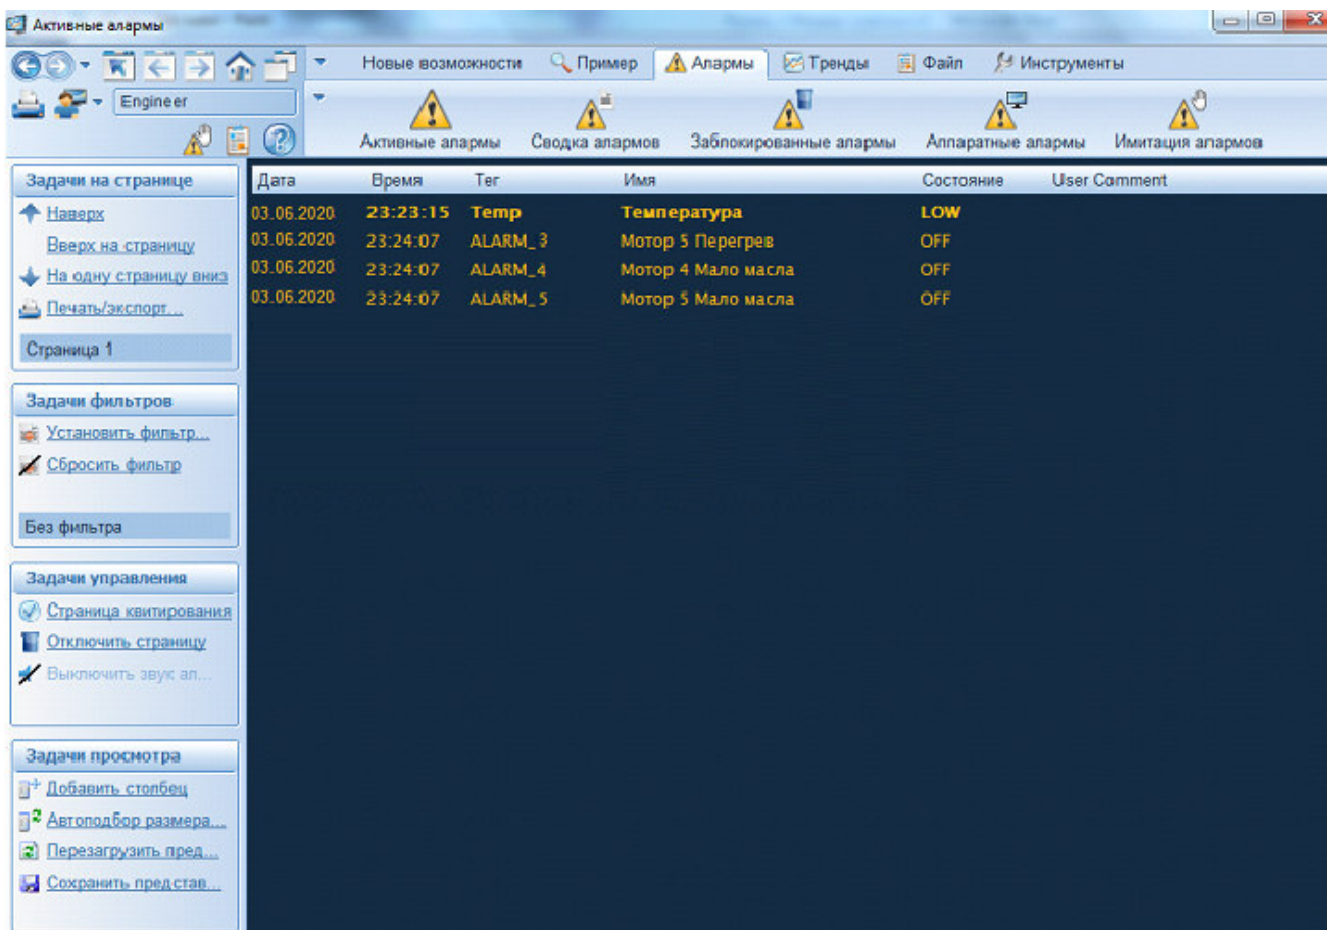 Активные алармы
Новые возможности Пример Алармы Тренды Файл Инструменты
Engineer
Активные алармы Сводка алармов Заблокированные алармы Аппаратные алармы Имитация алармов
Задачи на странице
Наверх
Вверх на страницу
На одну страницу вниз
Печать/экспорт...
Страница 1
Задачи фильтров
Установить фильтр...
Сбросить фильтр
Без фильтра
Задачи управления
Страница квитирования
Отключить страницу
Выключить звук ал...
Задачи просмотра
Добавить столбец
Автоподбор размера...
Перезагрузить пред...
Сохранить представ...
Дата Время Тег Имя Состояние User Comment
03.06.2020 23:23:15 Temp Температура LOW
03.06.2020 23:24:07 ALARM_3 Мотор 5 Перегрев OFF
03.06.2020 23:24:07 ALARM_4 Мотор 4 Мало масла OFF
03.06.2020 23:24:07 ALARM_5 Мотор 5 Мало масла OFF